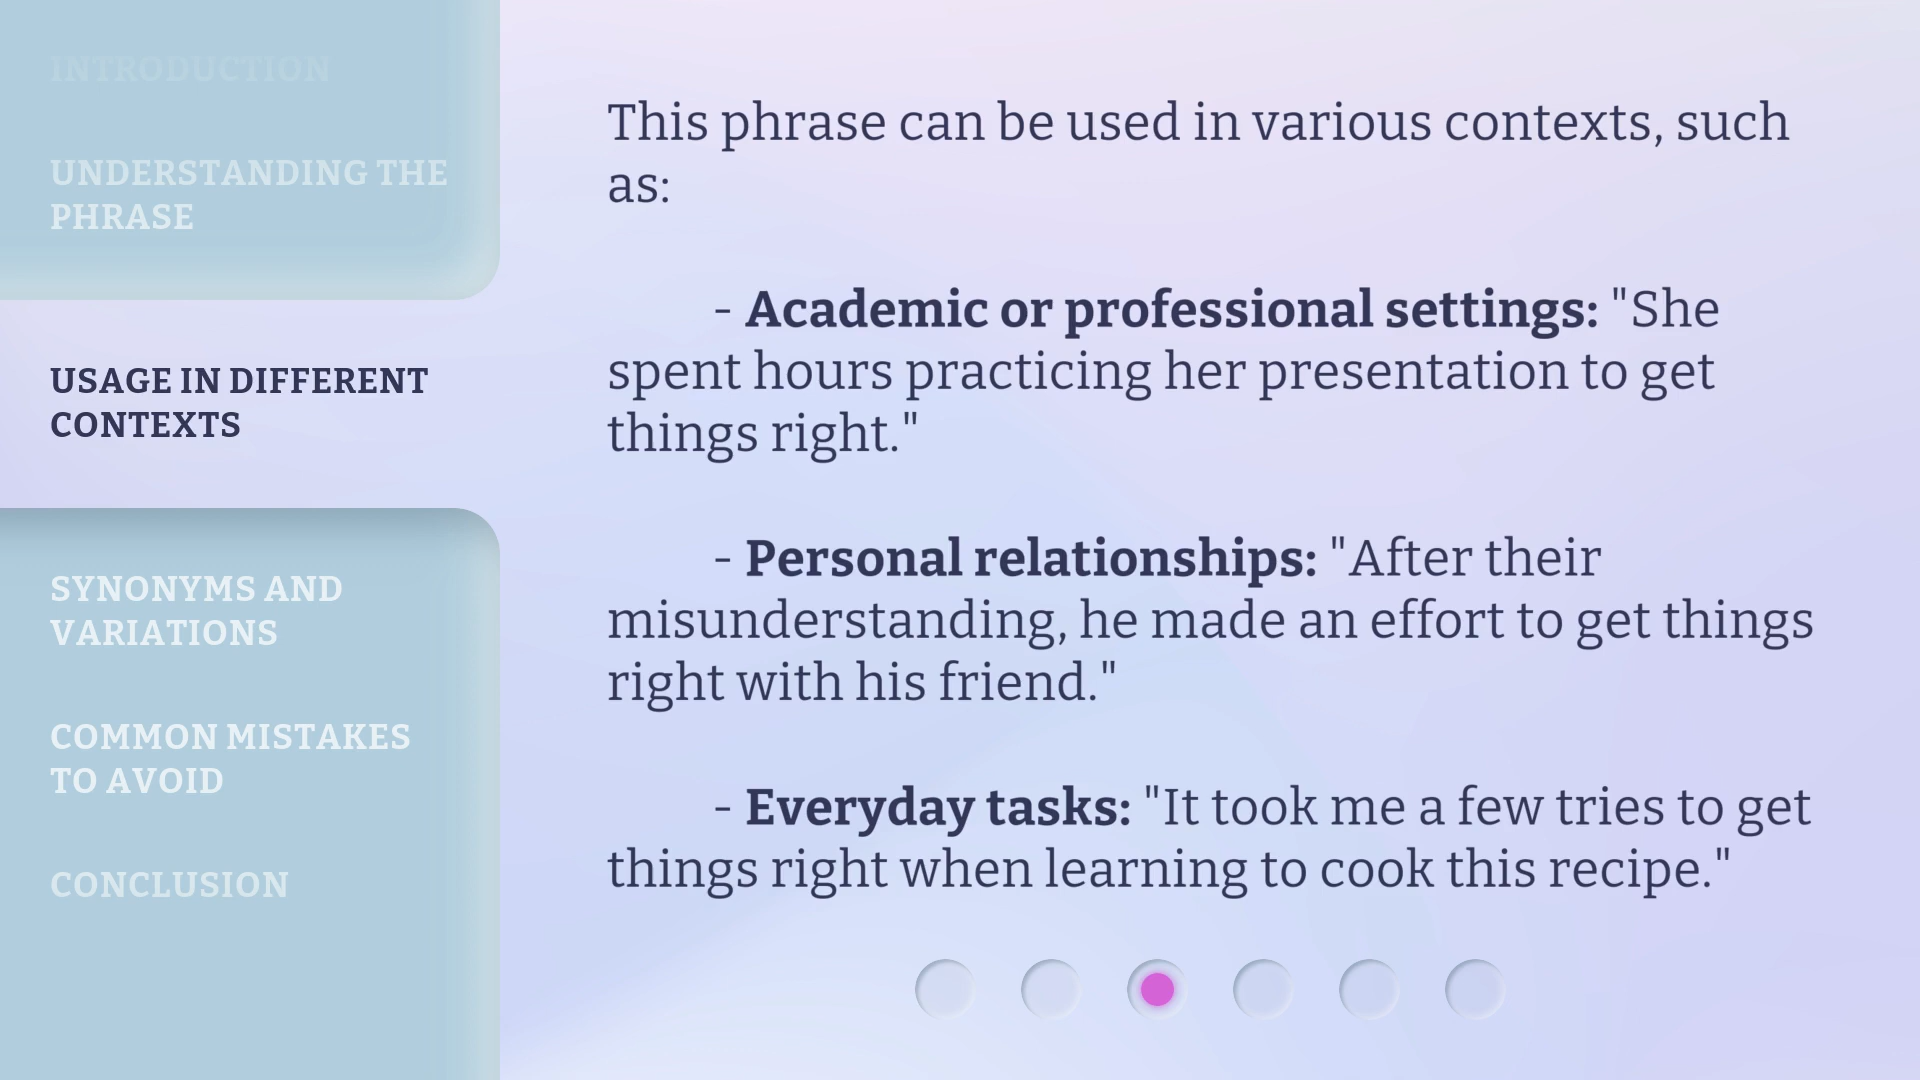 INTRODUCTION
UNDERSTANDING THE
PHRASE
USAGE IN DIFFERENT
CONTEXTS
SYNONYMS AND
VARIATIONS
COMMON MISTAKES
TO AVOID
CONCLUSION
This phrase can be used in various contexts, such
as:
- Academic or professional settings: "She
spent hours practicing her presentation to get
things right."
- Personal relationships: "After their
misunderstanding, he made an effort to get things
right with his friend."
- Everyday tasks: "It took me a few tries to get
things right when learning to cook this recipe."